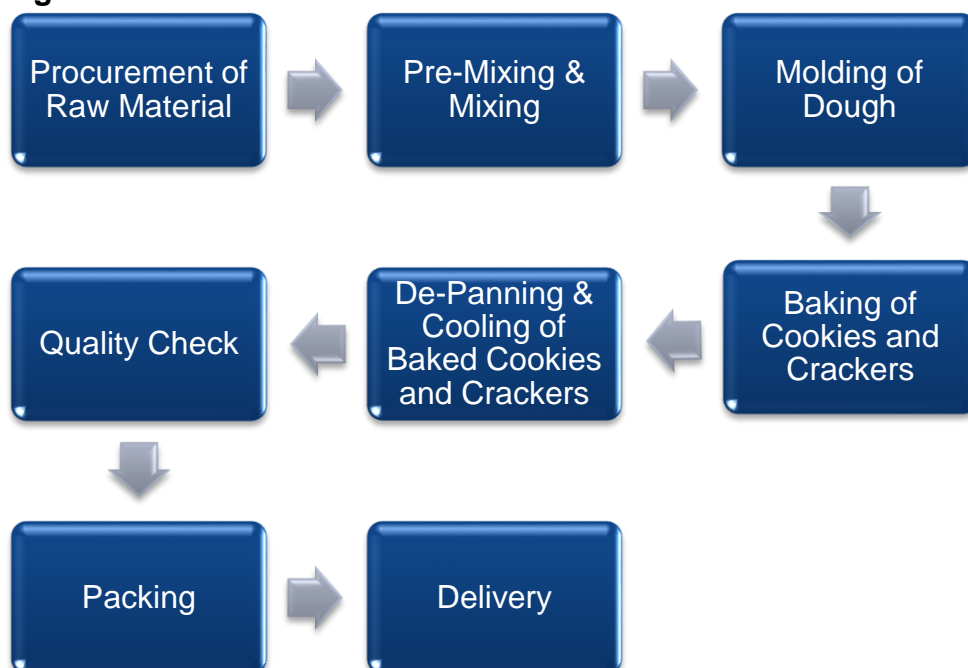 Procurement of
Raw Material
Pre-Mixing &
Mixing
Molding of
Dough
Baking of
Cookies and
Crackers
De-Panning &
Cooling of
Baked Cookies
and Crackers
Quality Check
Packing
Delivery